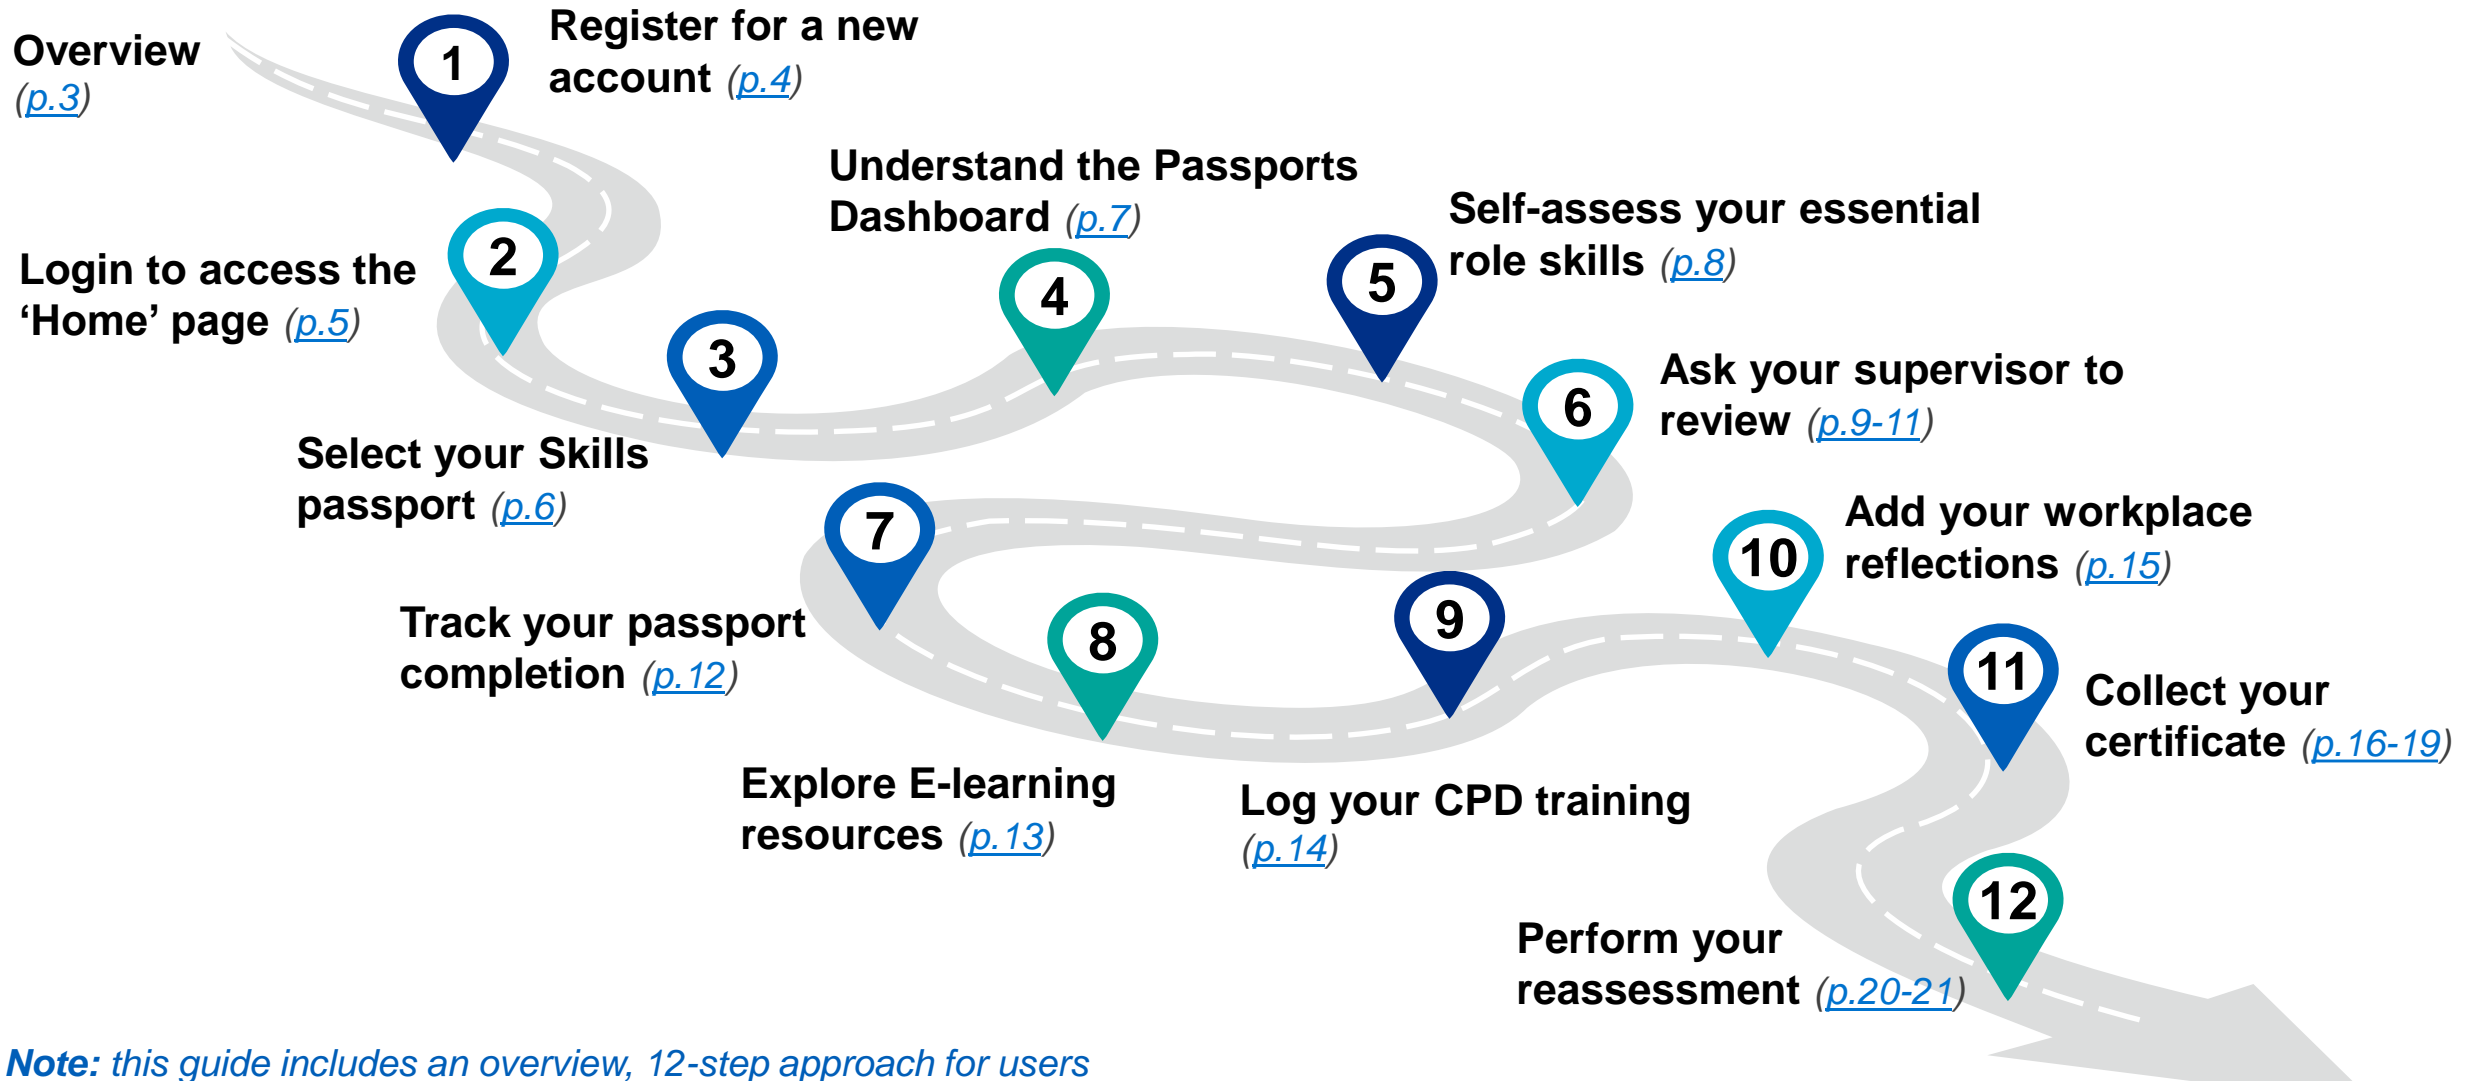 Overview
(p.3)
1
Register for a new
account (p.4)
2
Login to access the
‘Home’ page (p.5)
3
Select your Skills
passport (p.6)
4
Understand the Passports
Dashboard (p.7)
5
Self-assess your essential
role skills (p.8)
6
Ask your supervisor to
review (p.9-11)
7
Track your passport
completion (p.12)
8
Explore E-learning
resources (p.13)
9
Log your CPD training
(p.14)
10
Add your workplace
reflections (p.15)
11
Collect your
certificate (p.16-19)
12
Perform your
reassessment (p.20-21)
Note: this guide includes an overview, 12-step approach for users